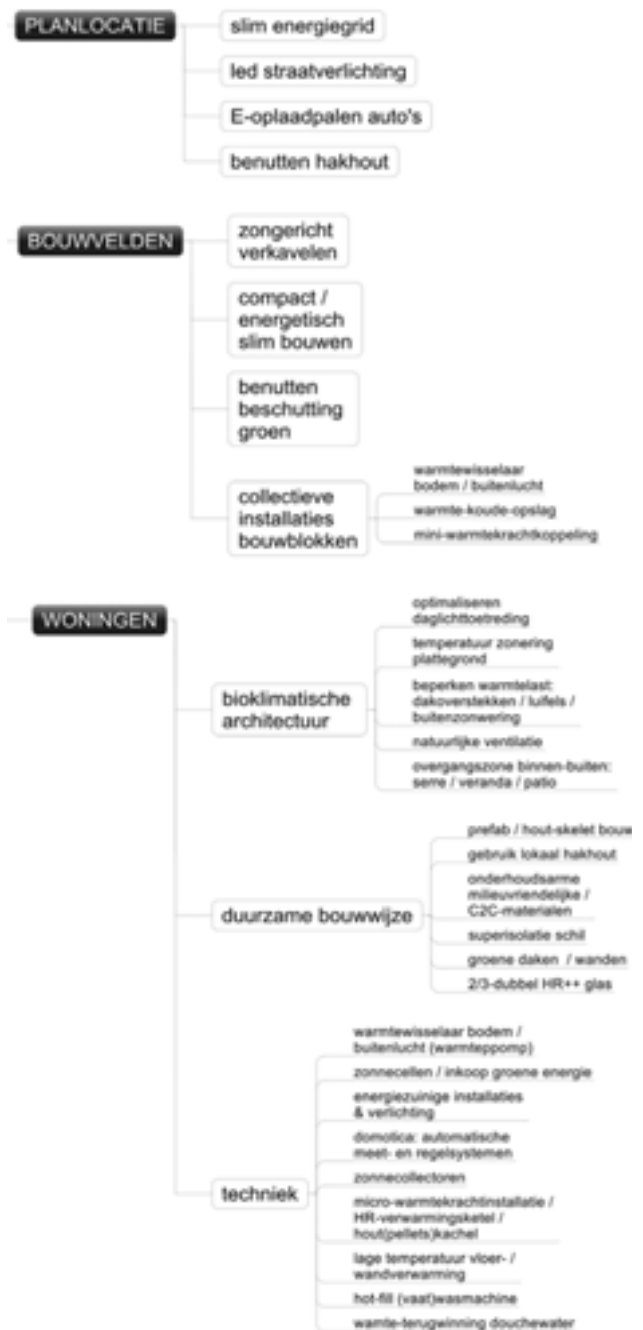 PLANLOCATIE
slim energiegrid
led straatverlichting
E-oplaadpalen auto's
benutten hakhout
BOUWVELDEN
zongericht
verkavelen
compact /
energetisch
slim bouwen
benutten
beschutting
groen
collectieve
installaties
bouwblokken
warmtewisselaar
bodem / buitenlucht
warmte-koude-opslag
mini-warmtekrachtkoppeling
WONINGEN
bioklimatische
architectuur
optimaliseren
daglichttoetreding
temperatuur zonering
plattegrond
beperken warmtelast:
dakoverstekken / luifels /
buitenzonwering
natuurlijke ventilatie
overgangszone binnen-buiten:
serre / veranda / patio
duurzame bouwwijze
prefab / hout-skelet bouw
gebruik lokaal hakhout
onderhoudsarme
milieuvriendelijke /
C2C-materialen
superisolatie schil
groene daken / wanden
2/3-dubbel HR++ glas
techniek
warmtewisselaar bodem /
buitenlucht (warmteppomp)
zonnecellen / inkoop groene energie
energiezuinige installaties
& verlichting
domotica: automatische
meet- en regelsystemen
zonnecollectoren
micro-warmtekrachtinstallatie /
HR-verwarmingsketel /
hout(pellets)kachel
lage temperatuur vloer- /
wandverwarming
hot-fill (vaat)wasmachine
wamte-terugwinning douchewater